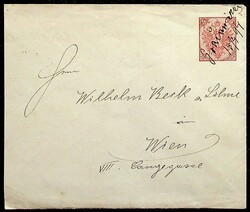 Herrn
Wilhelm Beck & Söhne
in
Wien
VIII. Langegasse